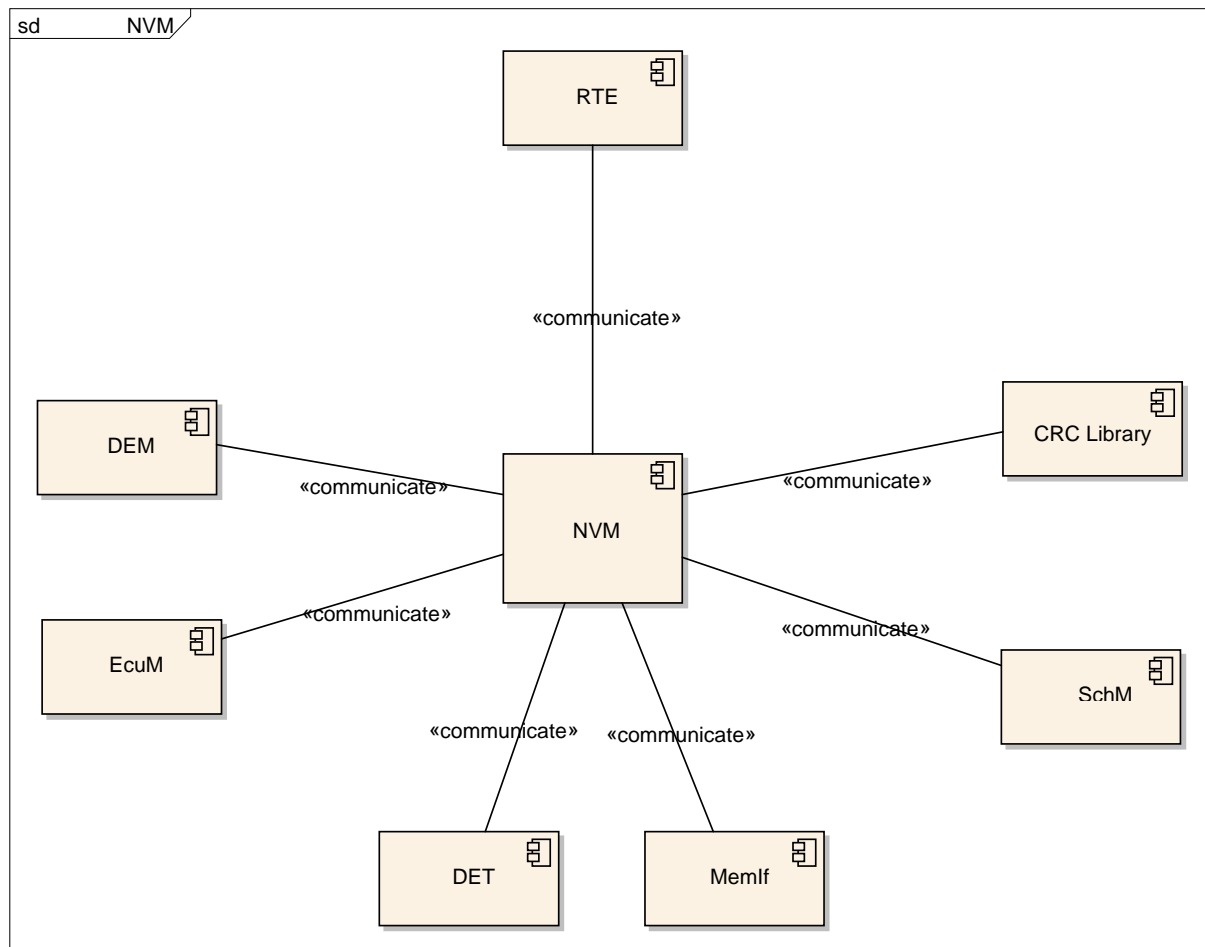 sd NVM
RTE
«communicate»
DEM
CRC Library
«communicate»
«communicate»
NVM
EcuM
«communicate»
«communicate»
SchM
«communicate»
«communicate»
DET
MemIf